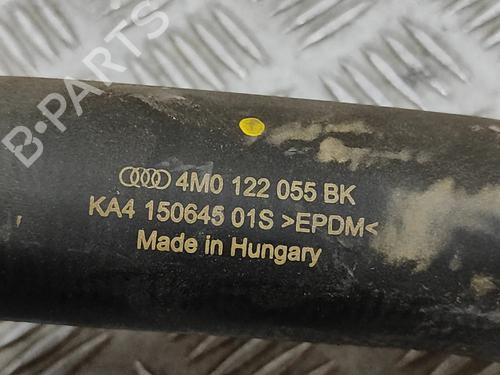 B-PARTS
4M0 122 055 BK
KA4 150645 01S >EPDM<
Made in Hungary